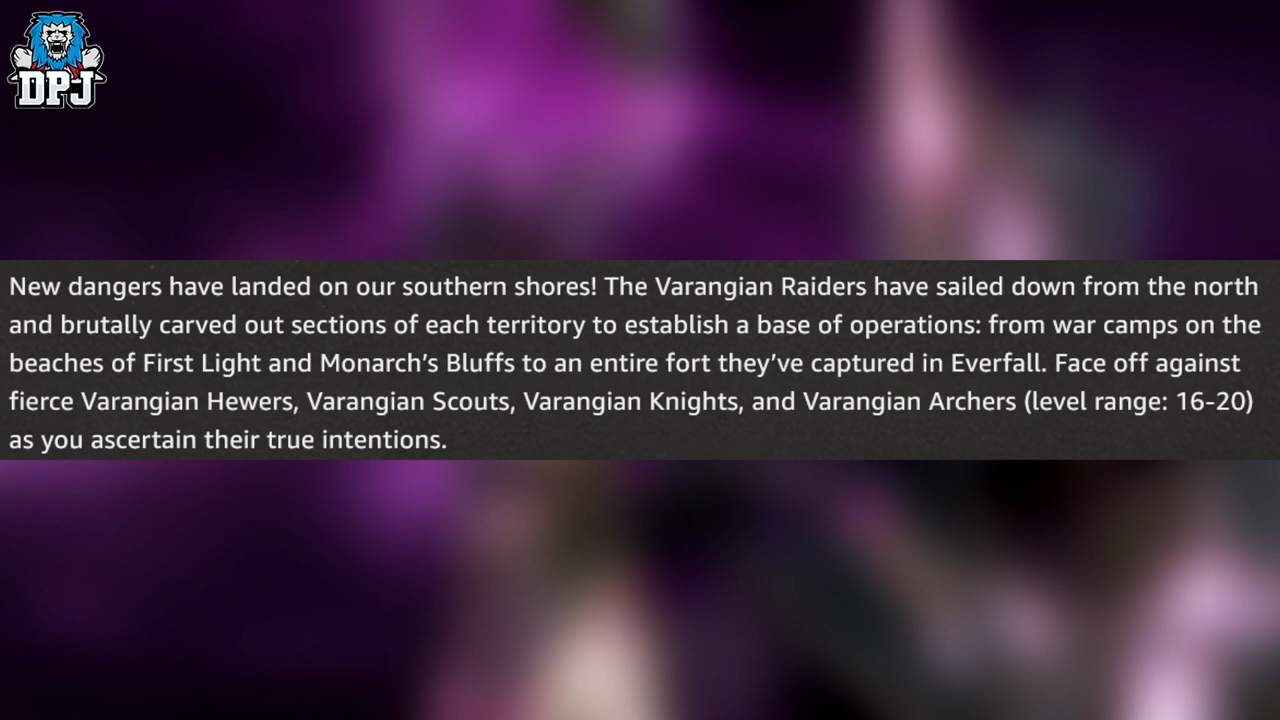 DPJ
New dangers have landed on our southern shores! The Varangian Raiders have sailed down from the north
and brutally carved out sections of each territory to establish a base of operations: from war camps on the
beaches of First Light and Monarch’s Bluffs to an entire fort they’ve captured in Everfall. Face off against
fierce Varangian Hewers, Varangian Scouts, Varangian Knights, and Varangian Archers (level range: 16-20)
as you ascertain their true intentions.